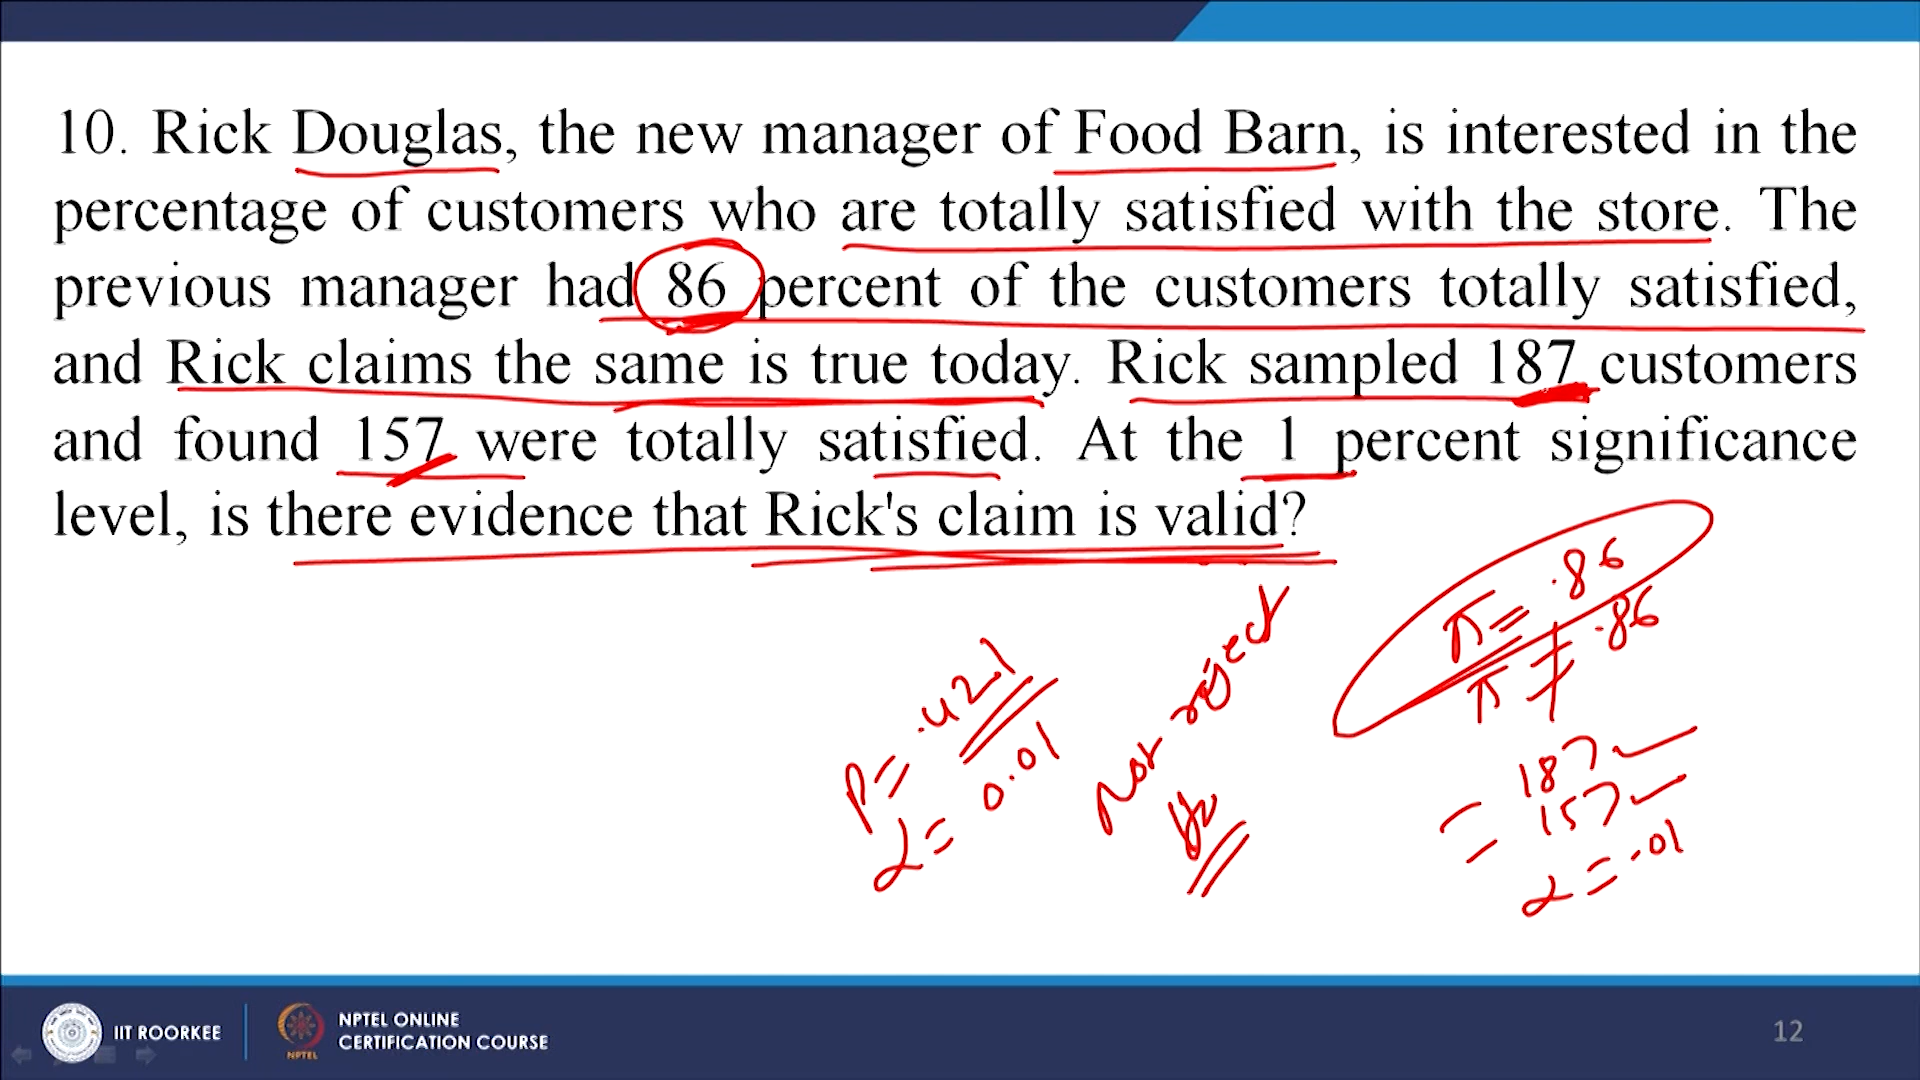 10. Rick Douglas, the new manager of Food Barn, is interested in the
percentage of customers who are totally satisfied with the store. The
previous manager had 86 percent of the customers totally satisfied,
and Rick claims the same is true today. Rick sampled 187 customers
and found 157 were totally satisfied. At the 1 percent significance
level, is there evidence that Rick's claim is valid?
π = .86
π ≠ .86
= 187
157
α = .01
P = .421
α = 0.01
Not reject
IIT ROORKEE
NPTEL
NPTEL ONLINE
CERTIFICATION COURSE
12